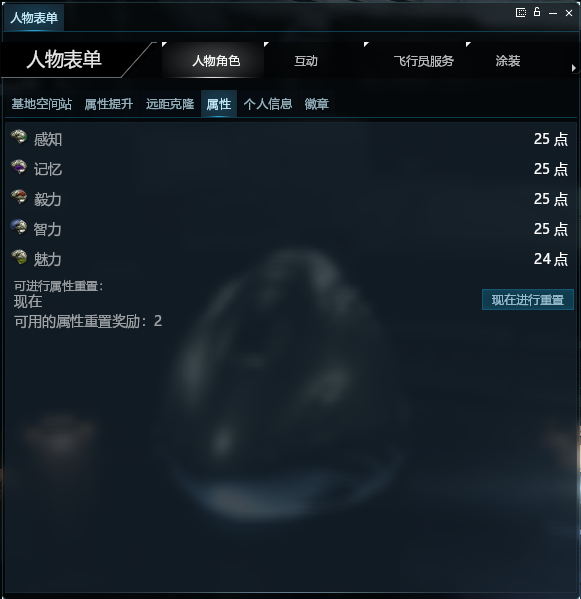 人物表单
人物表单
人物角色 互动 飞行员服务 涂装
基地空间站 属性提升 远距克隆 属性 个人信息 徽章
感知 25 点
记忆 25 点
毅力 25 点
智力 25 点
魅力 24 点
可进行属性重置：
现在
现在进行重置
可用的属性重置奖励：2